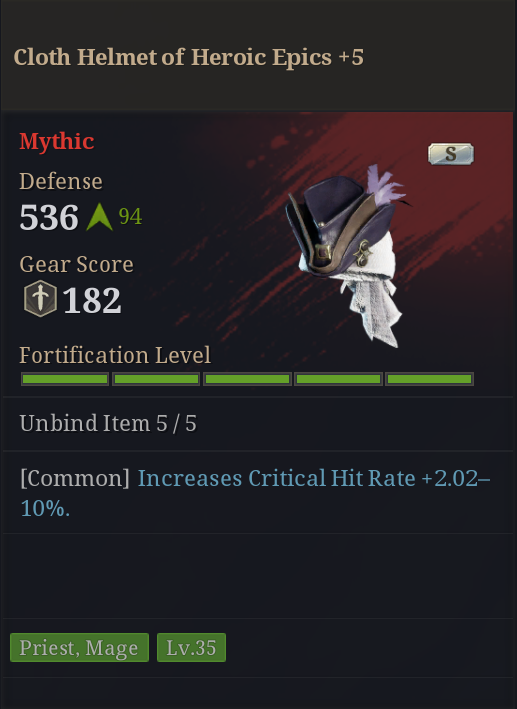 Cloth Helmet of Heroic Epics +5
Mythic
S
Defense
536 94
Gear Score
182
Fortification Level
Unbind Item 5 / 5
[Common] Increases Critical Hit Rate +2.02–
10%.
Priest, Mage Lv.35